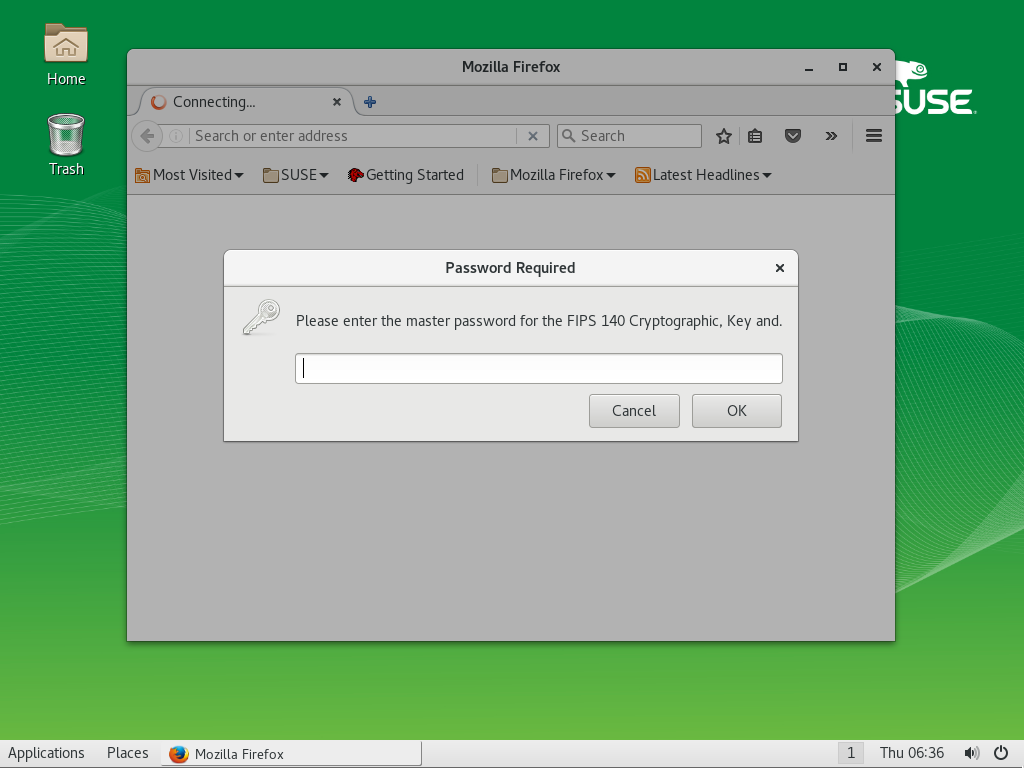 Home
Trash
SUSE
Mozilla Firefox
Connecting...
Search or enter address
Search
Most Visited
SUSE
Getting Started
Mozilla Firefox
Latest Headlines
Password Required
Please enter the master password for the FIPS 140 Cryptographic, Key and.
Cancel
OK
Applications
Places
Mozilla Firefox
1
Thu 06:36